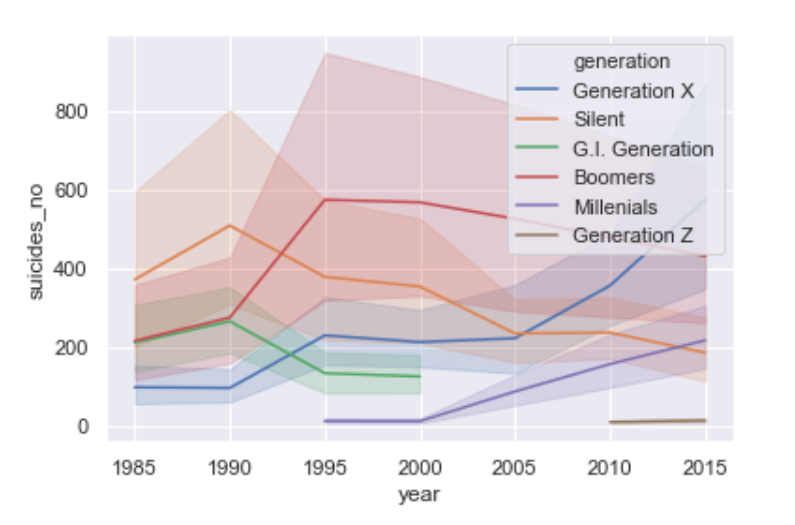 generation
Generation X
Silent
G.I. Generation
Boomers
Millenials
Generation Z
800
600
400
200
0
suicides_no
1985 1990 1995 2000 2005 2010 2015
year